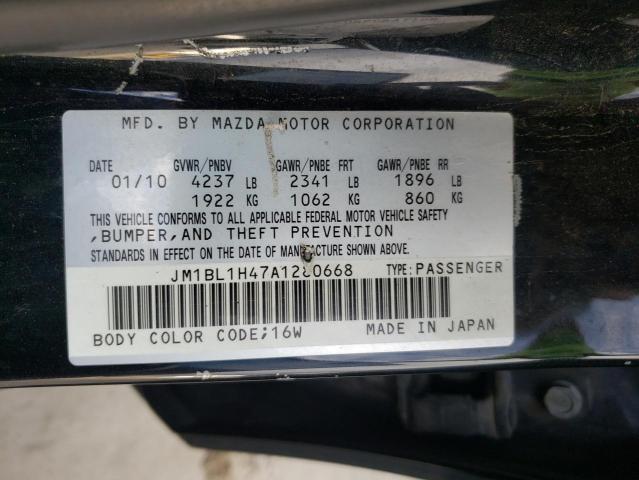 MFD. BY MAZDA MOTOR CORPORATION
DATE GVWR/PNBV GAWR/PNBE FRT GAWR/PNBE RR
01/10 4237 LB 2341 LB 1896 LB
1922 KG 1062 KG 860 KG
THIS VEHICLE CONFORMS TO ALL APPLICABLE FEDERAL MOTOR VEHICLE SAFETY
,BUMPER,AND THEFT PREVENTION
STANDARDS IN EFFECT ON THE DATE OF MANUFACTURE SHOWN ABOVE.
JM1BL1H47A1280668 TYPE:PASSENGER
BODY COLOR CODE;16W MADE IN JAPAN